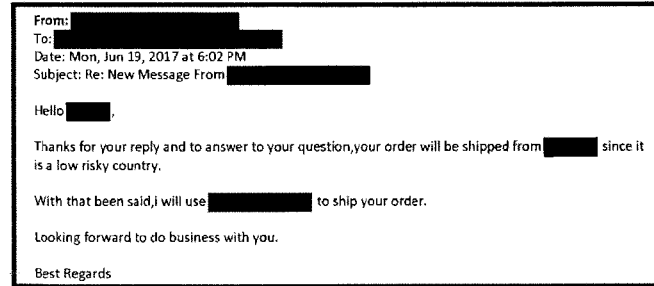 From:
To:
Date: Mon, Jun 19, 2017 at 6:02 PM
Subject: Re: New Message From
Hello ,
Thanks for your reply and to answer to your question,your order will be shipped from since it
is a low risky country.
With that been said,i will use to ship your order.
Looking forward to do business with you.
Best Regards